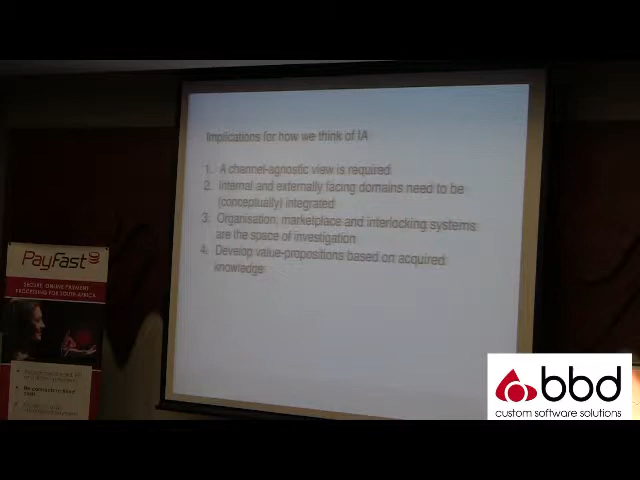 Implications for how we think of IA
1. A channel-agnostic view is required
2. Internal and externally facing domains need to be
(conceptually) integrated
3. Organisation, marketplace and interlocking systems
are the space of investigation
4. Develop value-propositions based on acquired
knowledge
PayFast
SECURE, ONLINE PAYMENT
PROCESSING FOR SOUTH AFRICA
bbd
custom software solutions